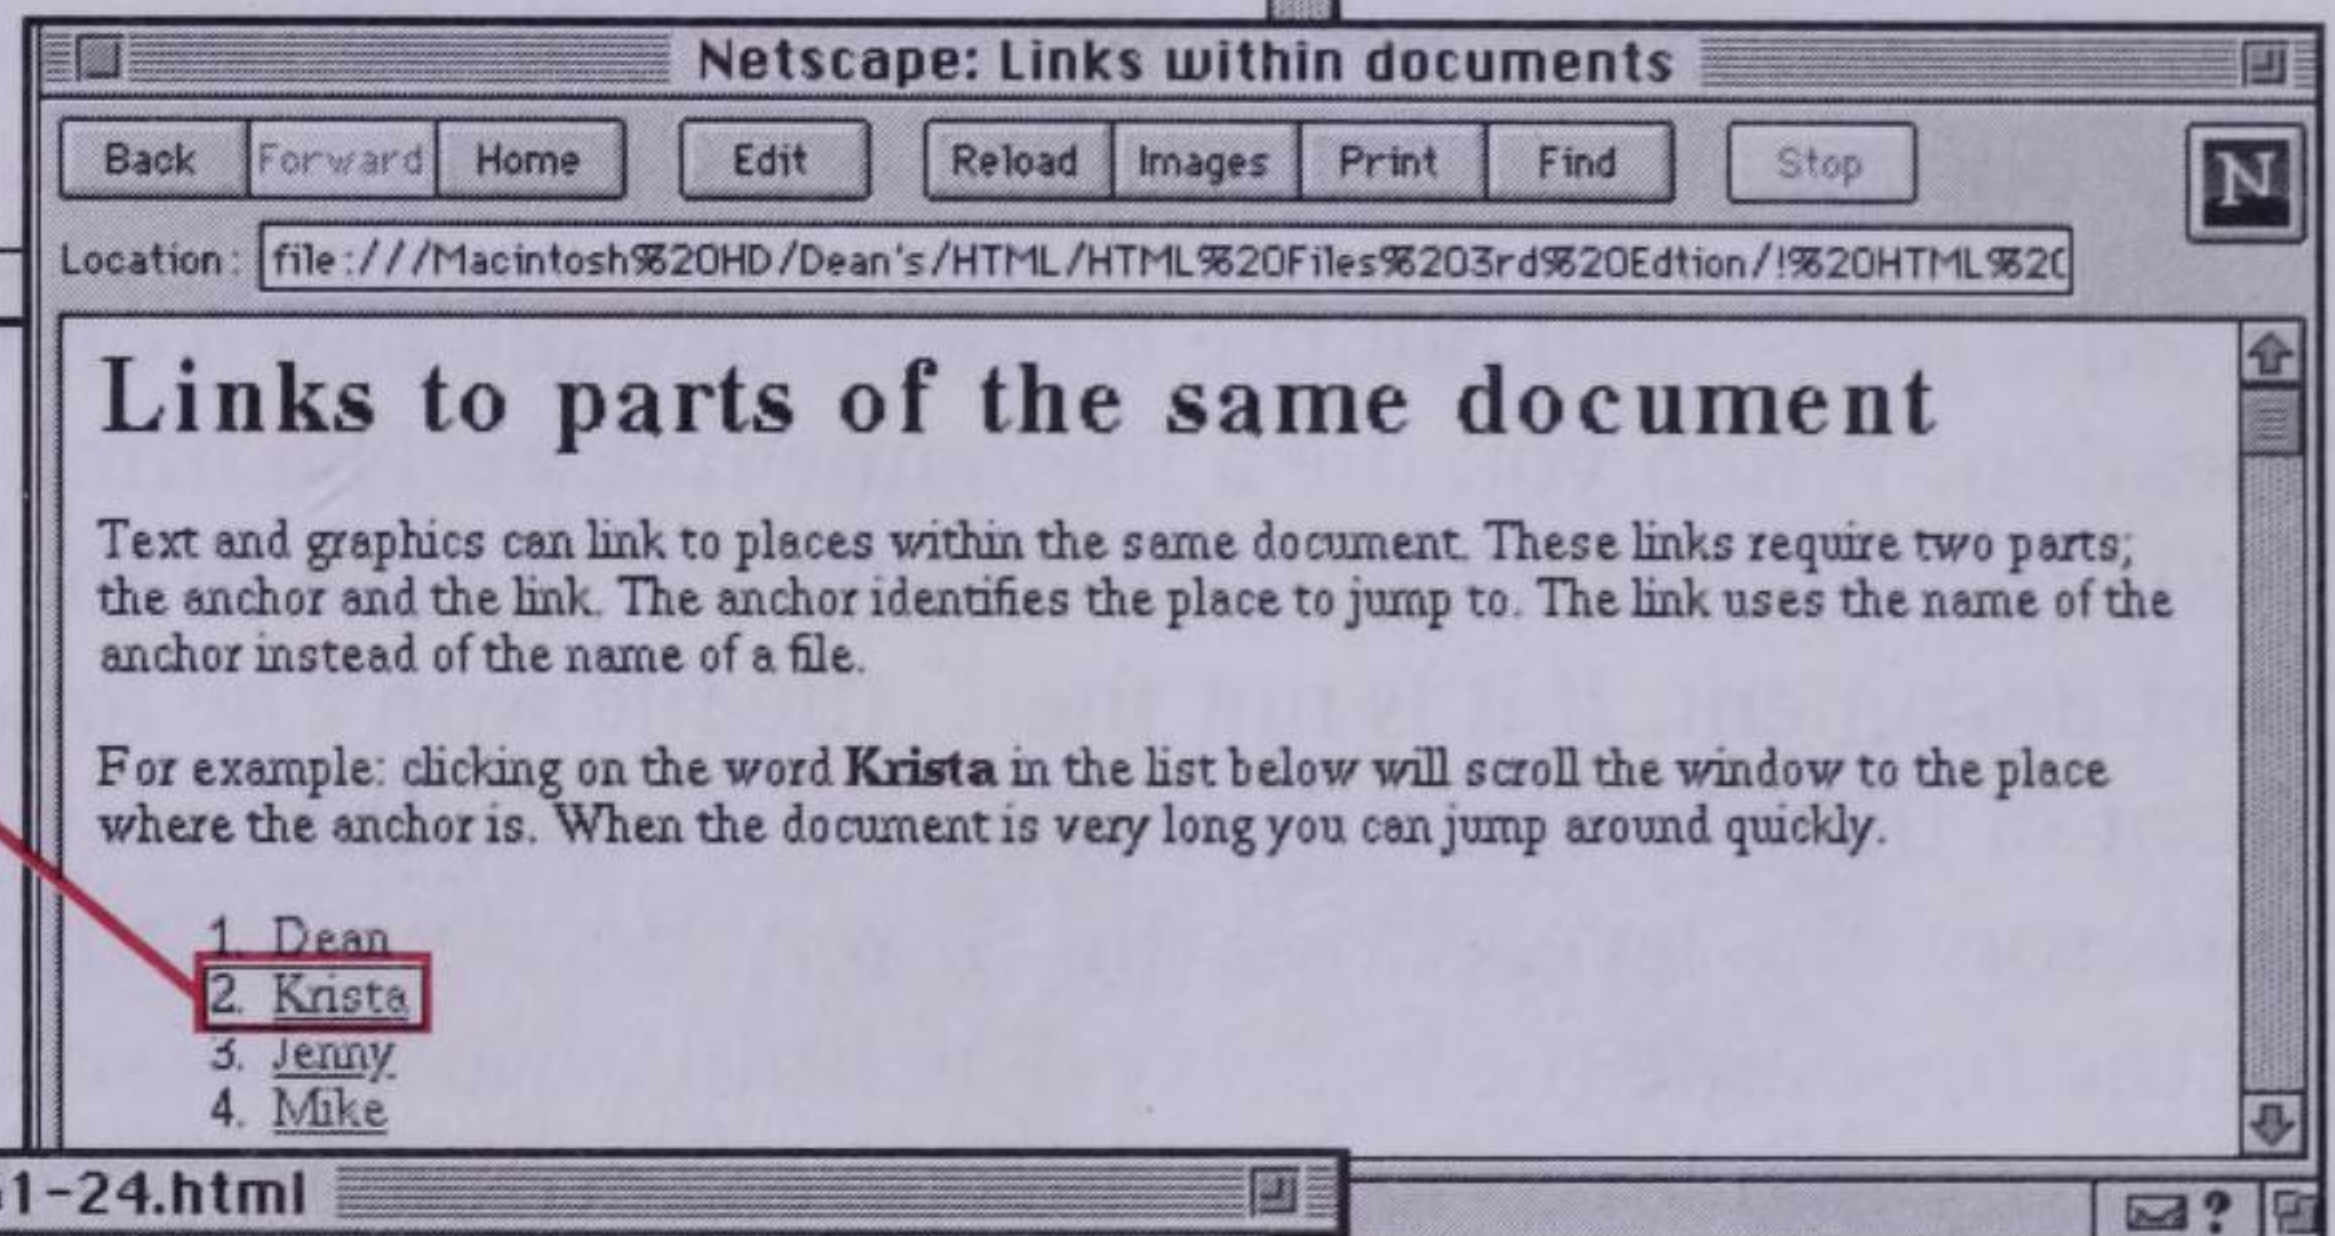 Netscape: Links within documents
Back Forward Home Edit Reload Images Print Find Stop N
Location: file:///Macintosh%20HD/Dean's/HTML/HTML%20Files%203rd%20Edtion/!%20HTML%20
Links to parts of the same document
Text and graphics can link to places within the same document. These links require two parts;
the anchor and the link. The anchor identifies the place to jump to. The link uses the name of the
anchor instead of the name of a file.
For example: clicking on the word Krista in the list below will scroll the window to the place
where the anchor is. When the document is very long you can jump around quickly.
1. Dean
2. Krista
3. Jenny
4. Mike
1-24.html
?